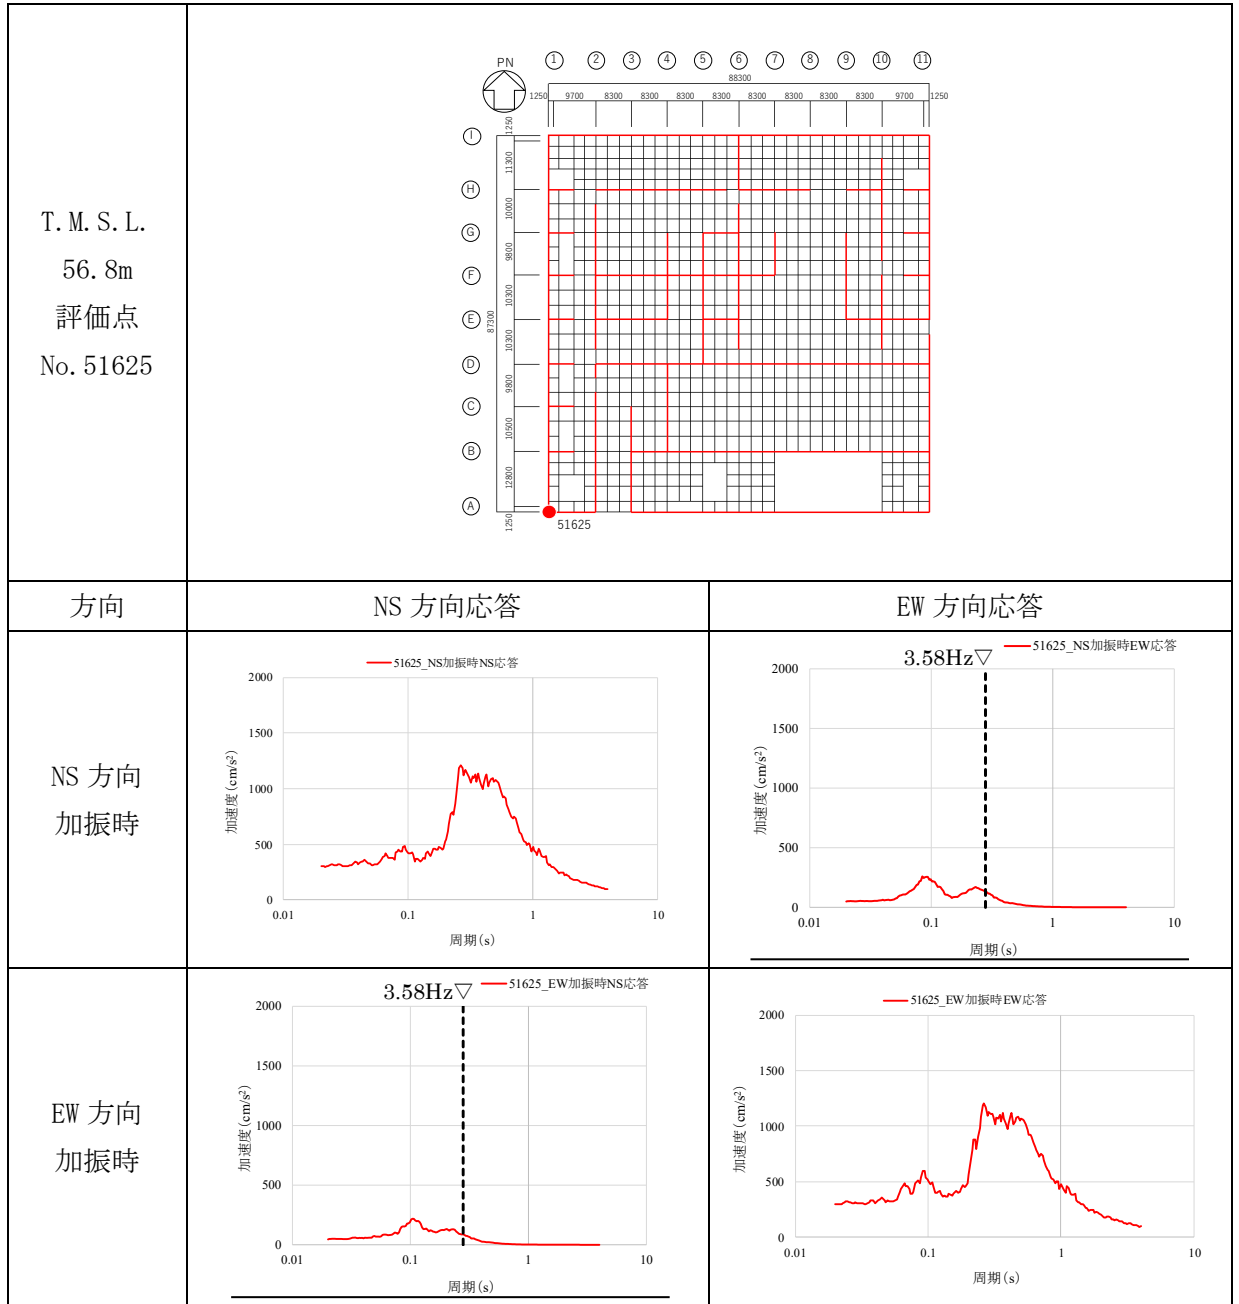 T.M.S.L.
56.8m
評価点
No.51625
PN
1 2 3 4 5 6 7 8 9 10 11
88300
1250 9700 8300 8300 8300 8300 8300 8300 8300 8300 9700 1250
I
H
G
F
E
D
C
B
A
1250
11300
10000
9800
10300
10300
9800
10500
12800
1250
87300
51625
方向
NS 方向応答
EW 方向応答
NS 方向
加振時
51625_NS加振時NS応答
2000
1500
1000
500
0
加速度(cm/s²)
0.01 0.1 1 10
周期(s)
3.58Hz▽
51625_NS加振時EW応答
2000
1500
1000
500
0
加速度(cm/s²)
0.01 0.1 1 10
周期(s)
EW 方向
加振時
3.58Hz▽
51625_EW加振時NS応答
2000
1500
1000
500
0
加速度(cm/s²)
0.01 0.1 1 10
周期(s)
51625_EW加振時EW応答
2000
1500
1000
500
0
加速度(cm/s²)
0.01 0.1 1 10
周期(s)